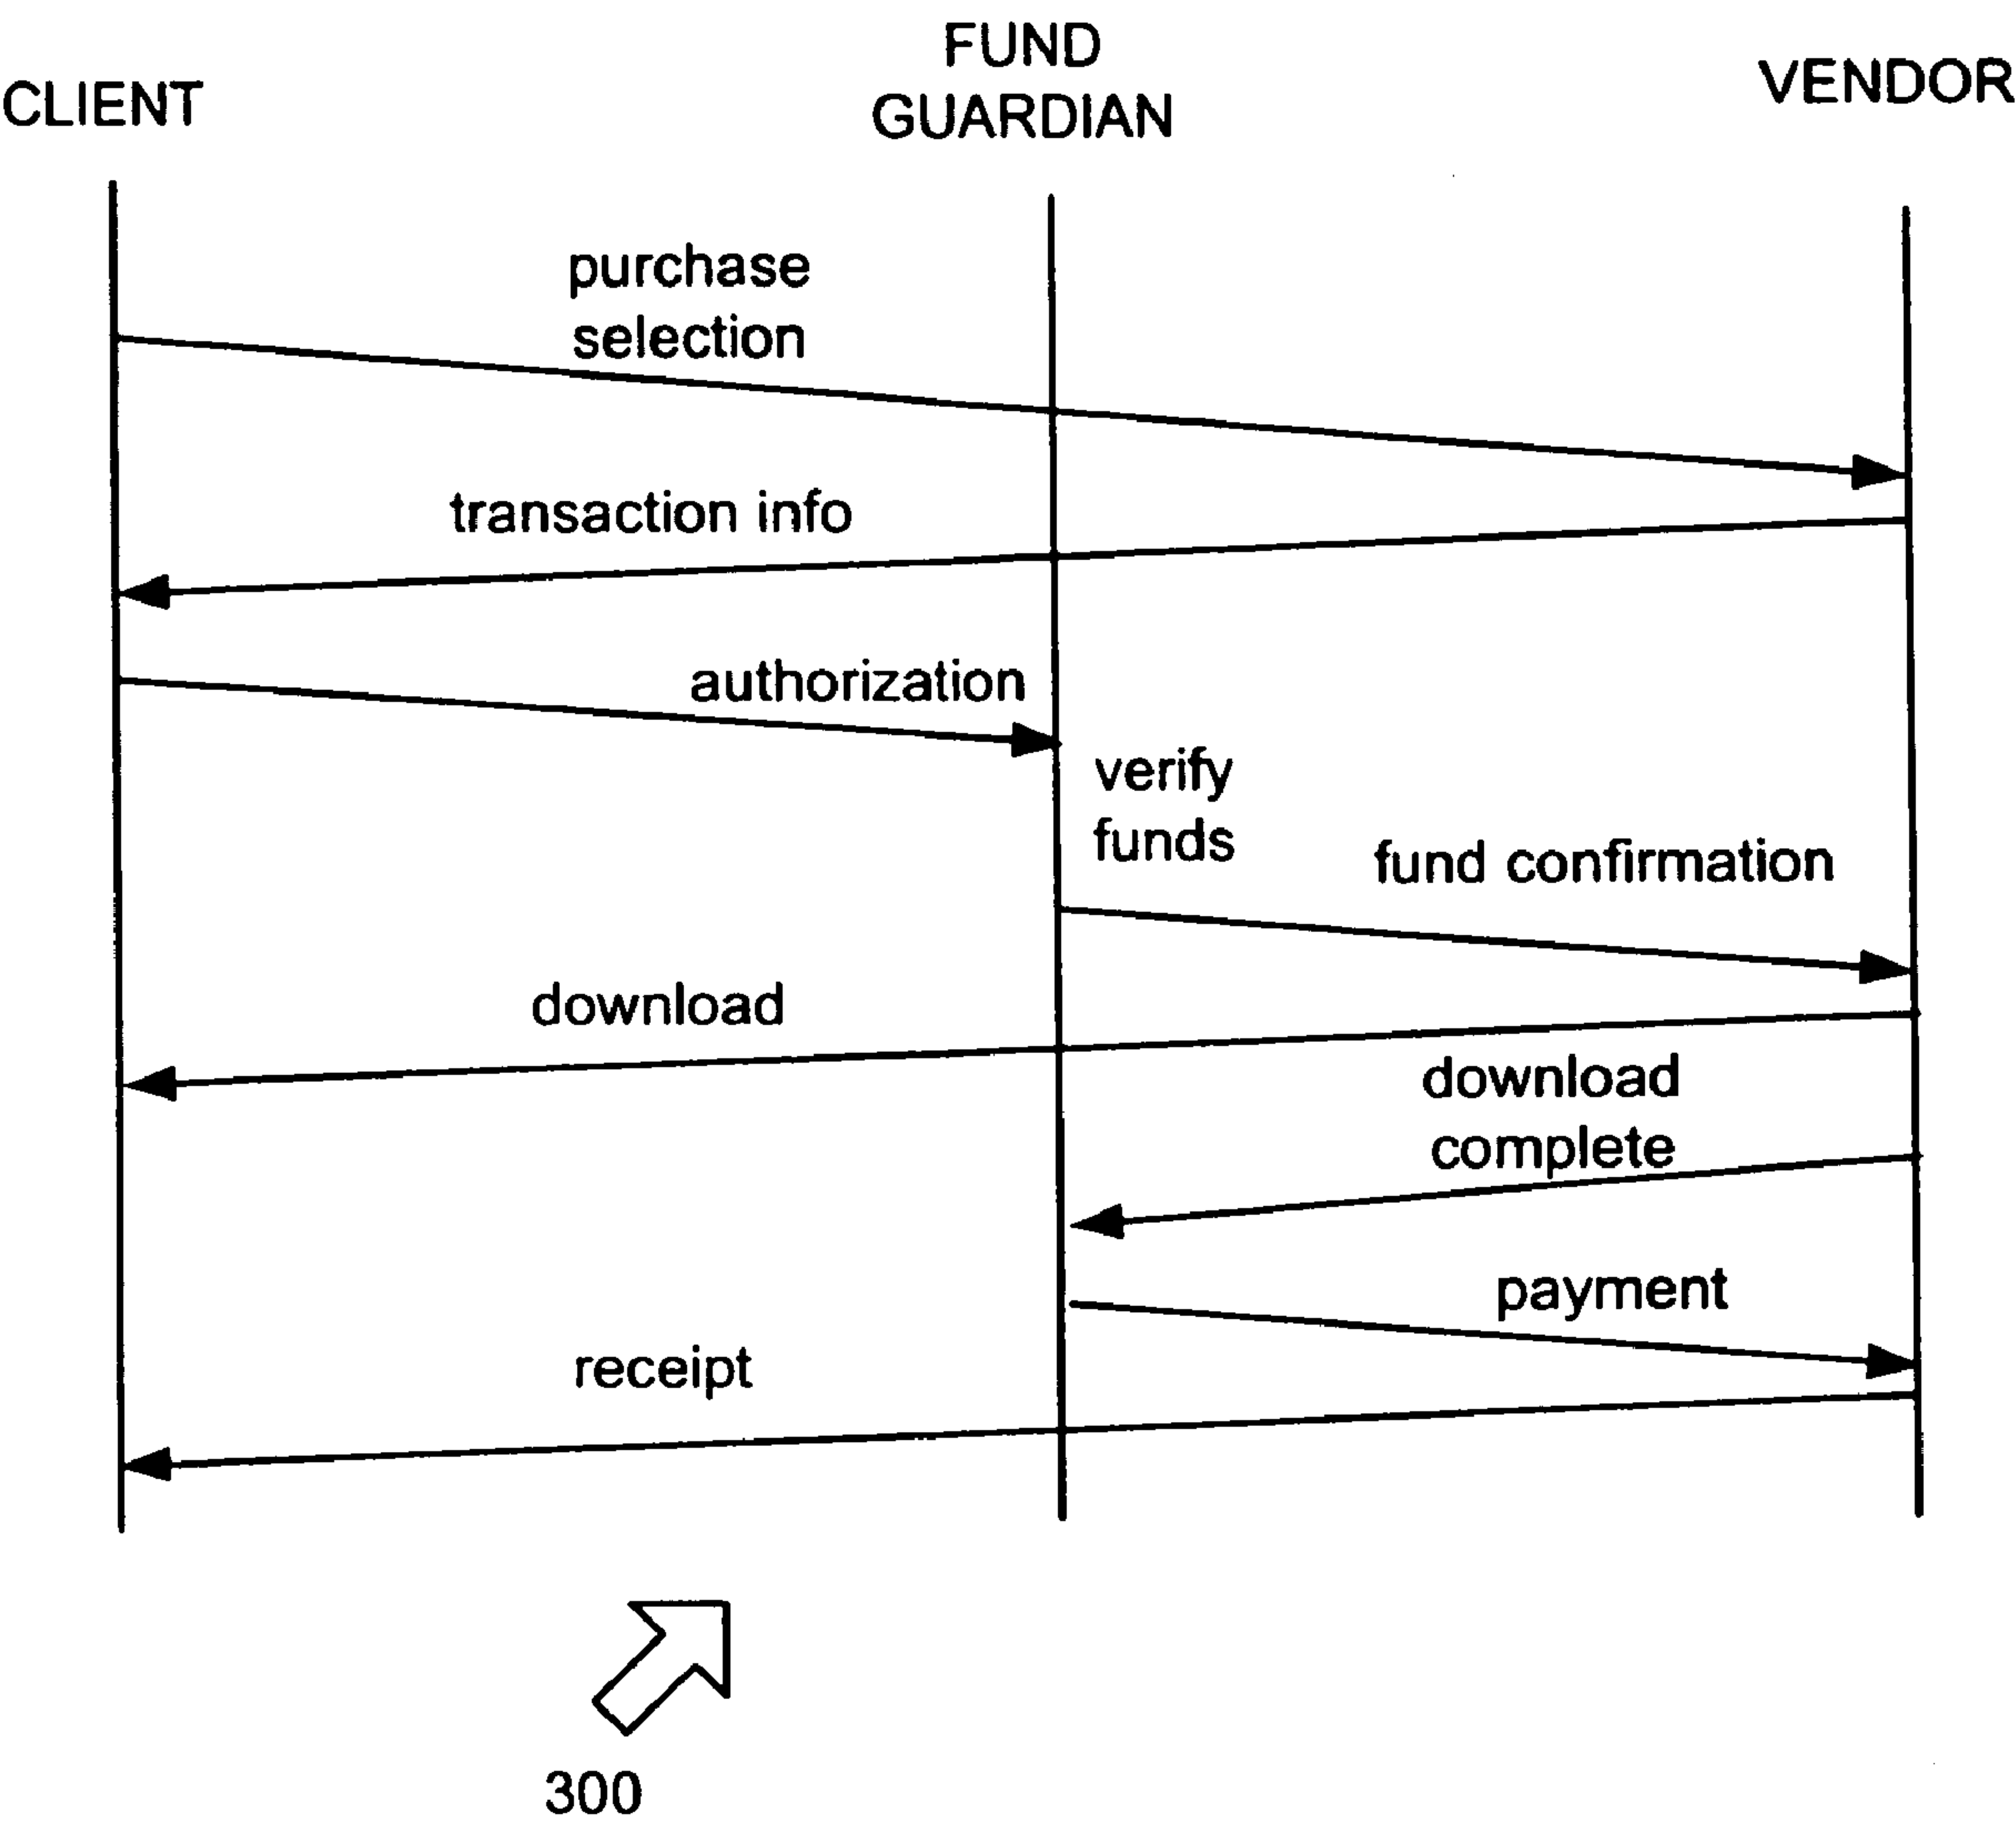 FUND
GUARDIAN
CLIENT
VENDOR
purchase
selection
transaction info
authorization
verify
funds
fund confirmation
download
download
complete
payment
receipt
300